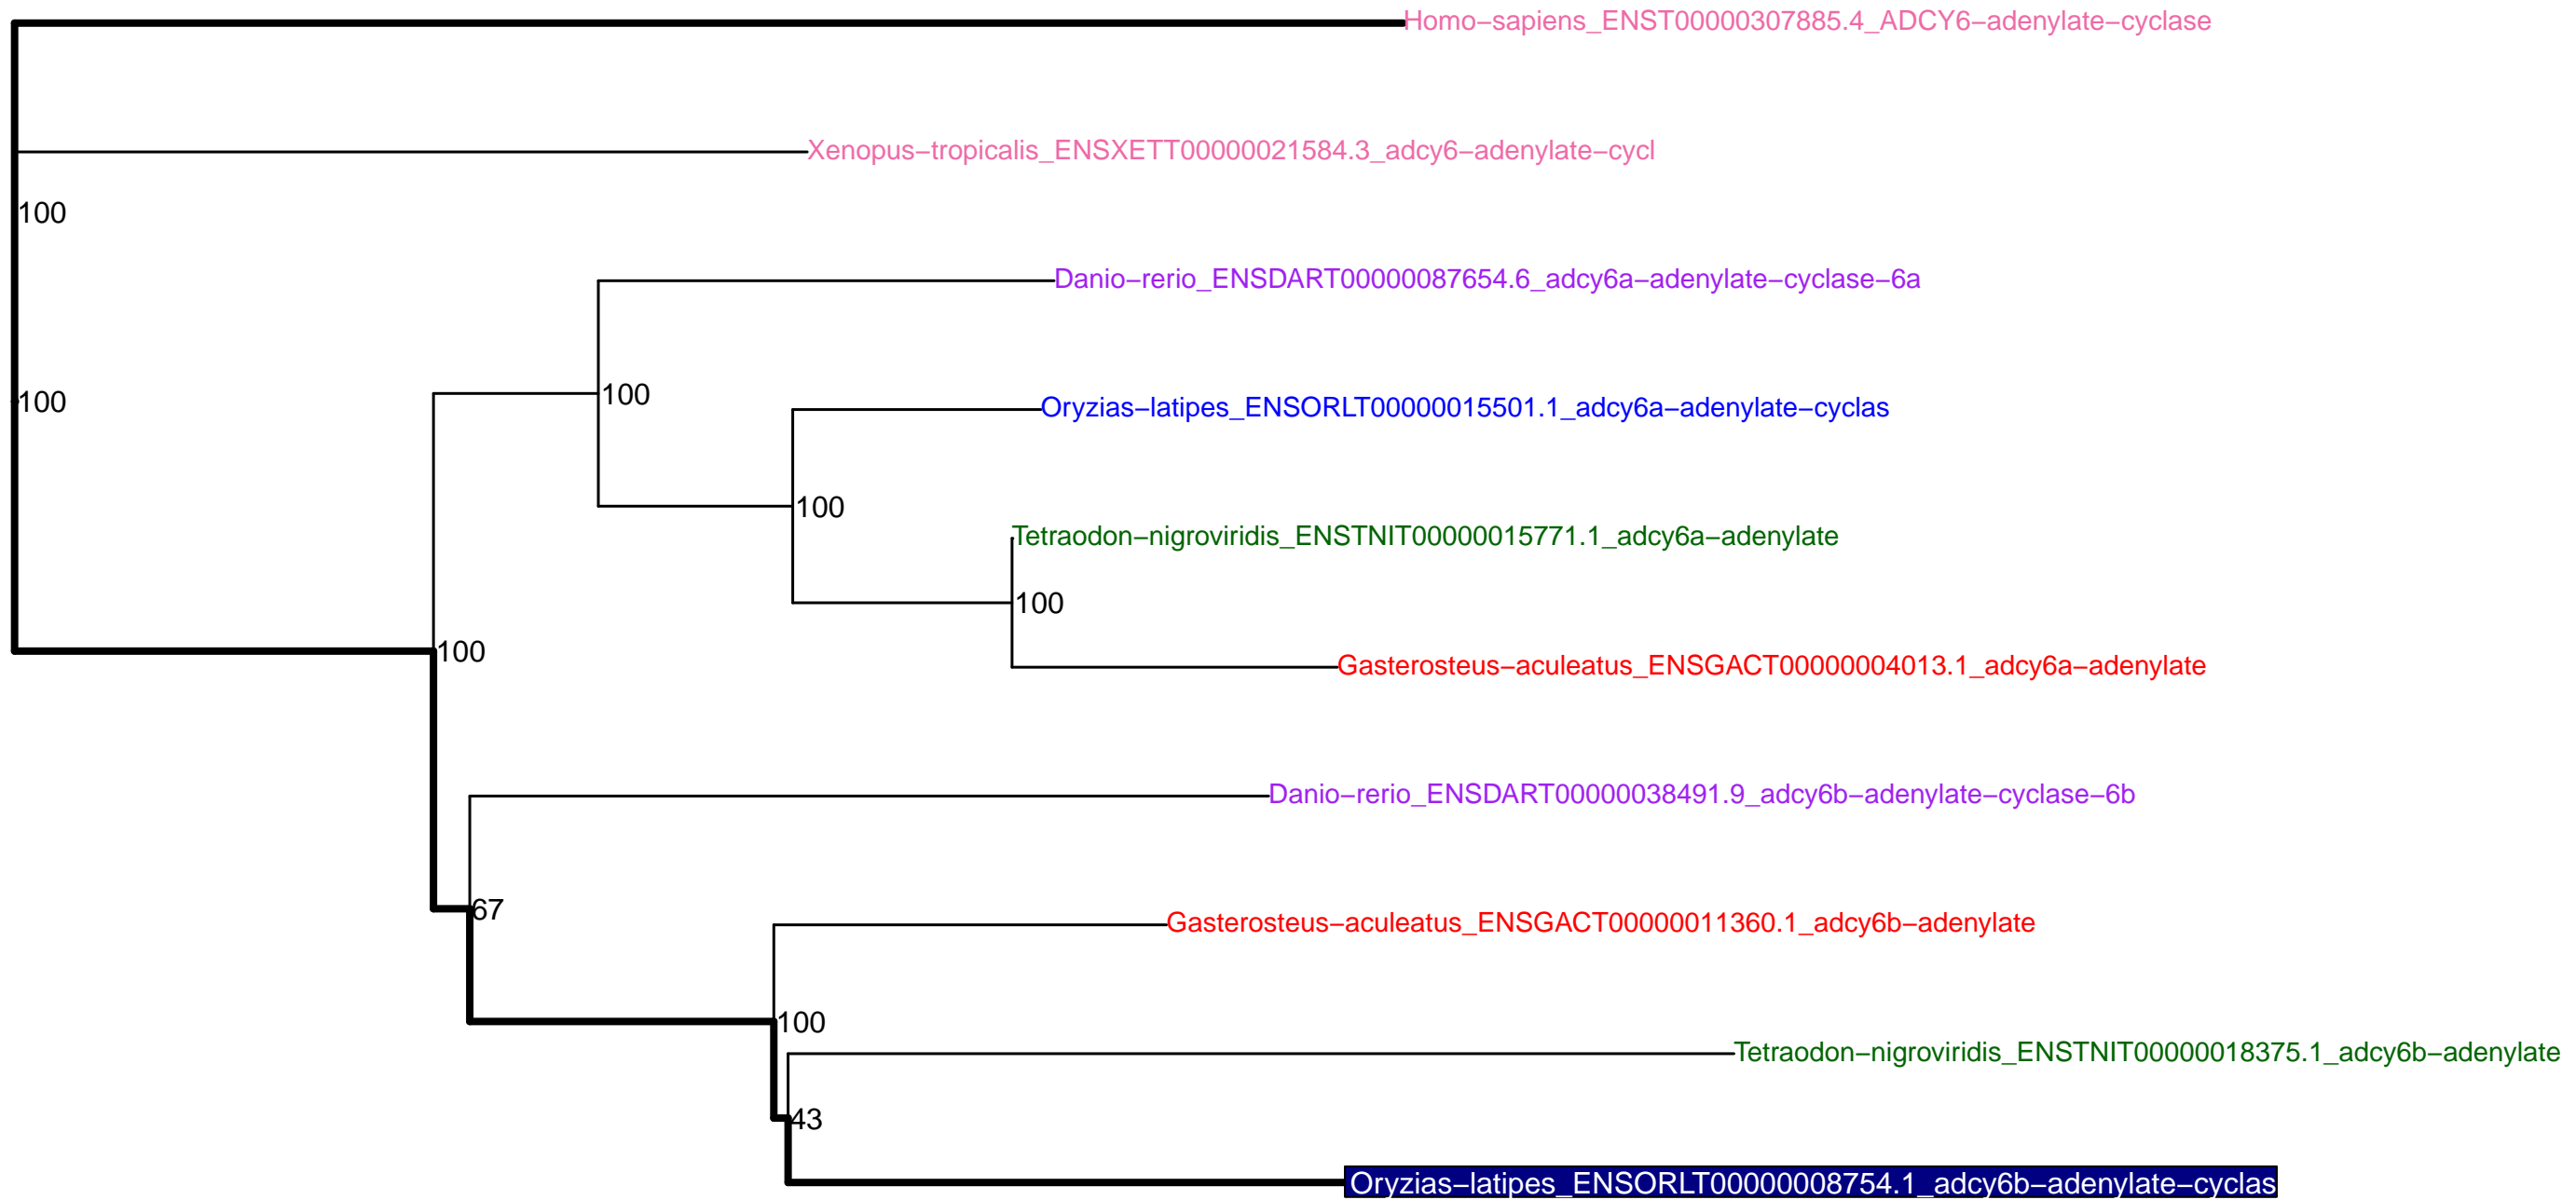 Homo−sapiens_ENST00000307885.4_ADCY6−adenylate−cyclase
Xenopus−tropicalis_ENSXETT00000021584.3_adcy6−adenylate−cycl
100
Danio−rerio_ENSDART00000087654.6_adcy6a−adenylate−cyclase−6a
100
100
Oryzias−latipes_ENSORLT00000015501.1_adcy6a−adenylate−cyclas
100
Tetraodon−nigroviridis_ENSTNIT00000015771.1_adcy6a−adenylate
100
100
Gasterosteus−aculeatus_ENSGACT00000004013.1_adcy6a−adenylate
Danio−rerio_ENSDART00000038491.9_adcy6b−adenylate−cyclase−6b
67
Gasterosteus−aculeatus_ENSGACT00000011360.1_adcy6b−adenylate
100
Tetraodon−nigroviridis_ENSTNIT00000018375.1_adcy6b−adenylate
43
Oryzias−latipes_ENSORLT00000008754.1_adcy6b−adenylate−cyclas